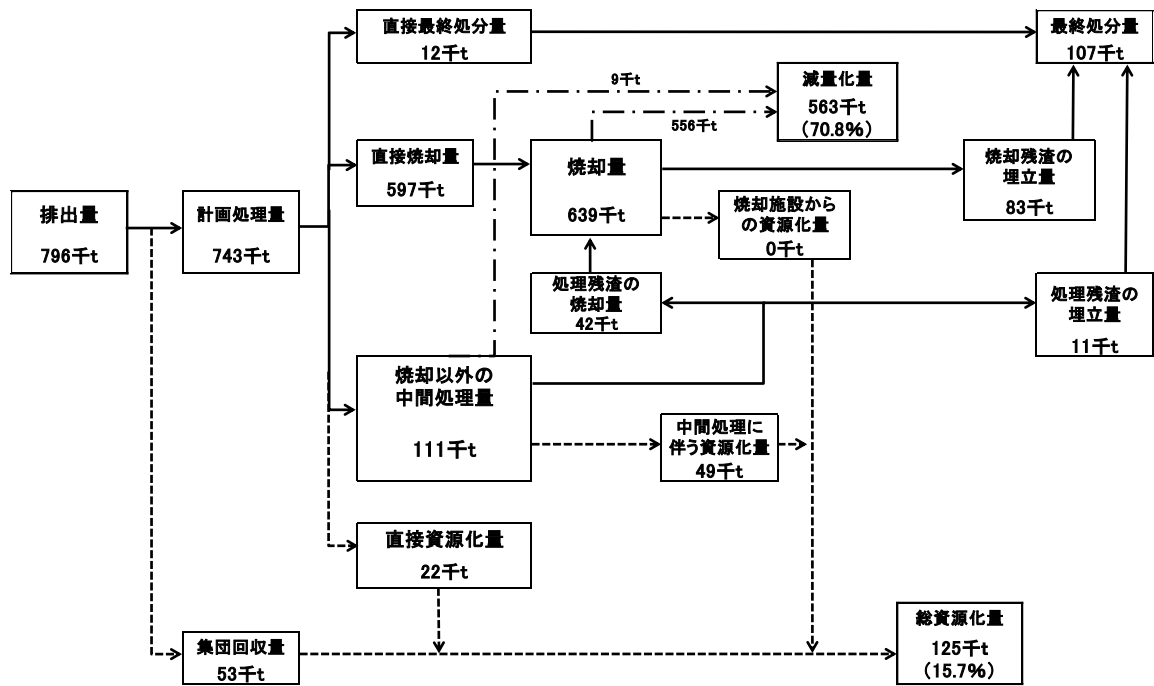 直接最終処分量
12千t
最終処分量
107千t
9千t
減量化量
563千t
（70.8%）
556千t
直接焼却量
597千t
焼却量
639千t
焼却残渣の
埋立量
83千t
排出量
796千t
計画処理量
743千t
焼却施設から
の資源化量
0千t
処理残渣の
焼却量
42千t
処理残渣の
埋立量
11千t
焼却以外の
中間処理量
111千t
中間処理に
伴う資源化量
49千t
直接資源化量
22千t
集団回収量
53千t
総資源化量
125千t
（15.7%）